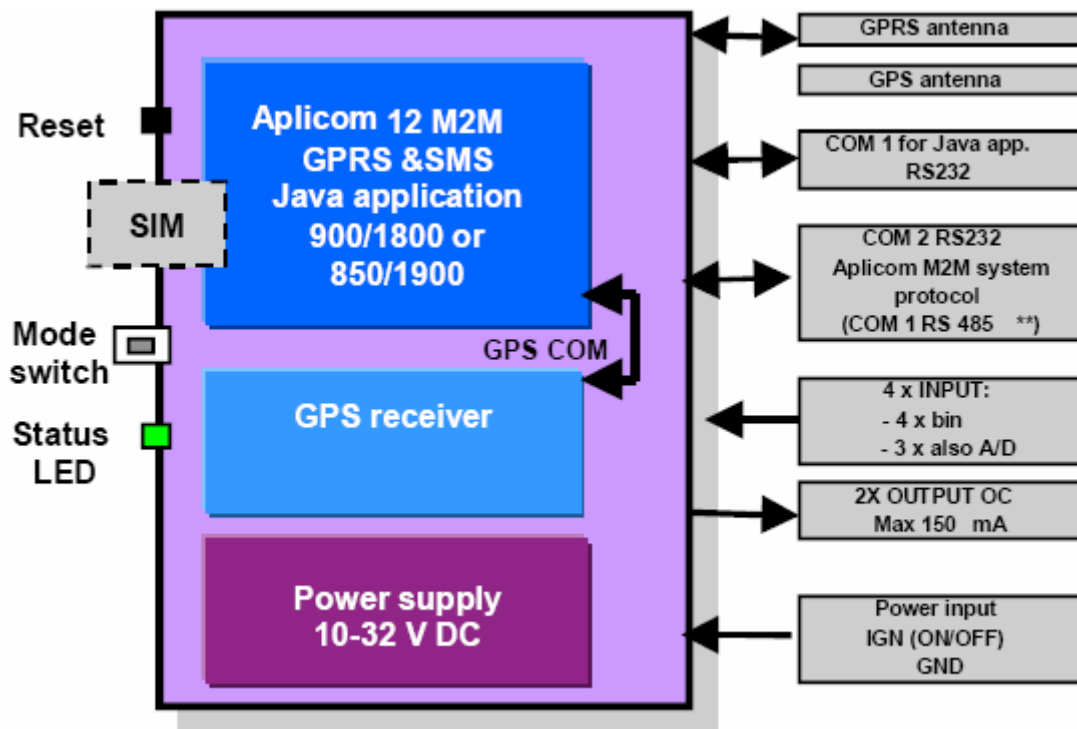 Reset
SIM
Mode
switch
Status
LED
Aplicom 12 M2M
GPRS &SMS
Java application
900/1800 or
850/1900
GPS COM
GPS receiver
Power supply
10-32 V DC
GPRS antenna
GPS antenna
COM 1 for Java app.
RS232
COM 2 RS232
Aplicom M2M system
protocol
(COM 1 RS 485 **)
4 x INPUT:
- 4 x bin
- 3 x also A/D
2X OUTPUT OC
Max 150 mA
Power input
IGN (ON/OFF)
GND